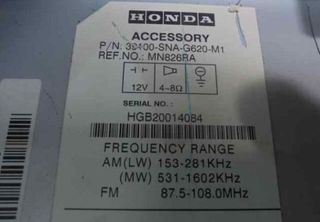 HONDA
ACCESSORY
P/N: 39100-SNA-G620-M1
REF.NO.: MN826RA
12V 4~8Ω
SERIAL NO.:
HGB20014084
FREQUENCY RANGE
AM(LW) 153-281KHz
(MW) 531-1602KHz
FM 87.5-108.0MHz